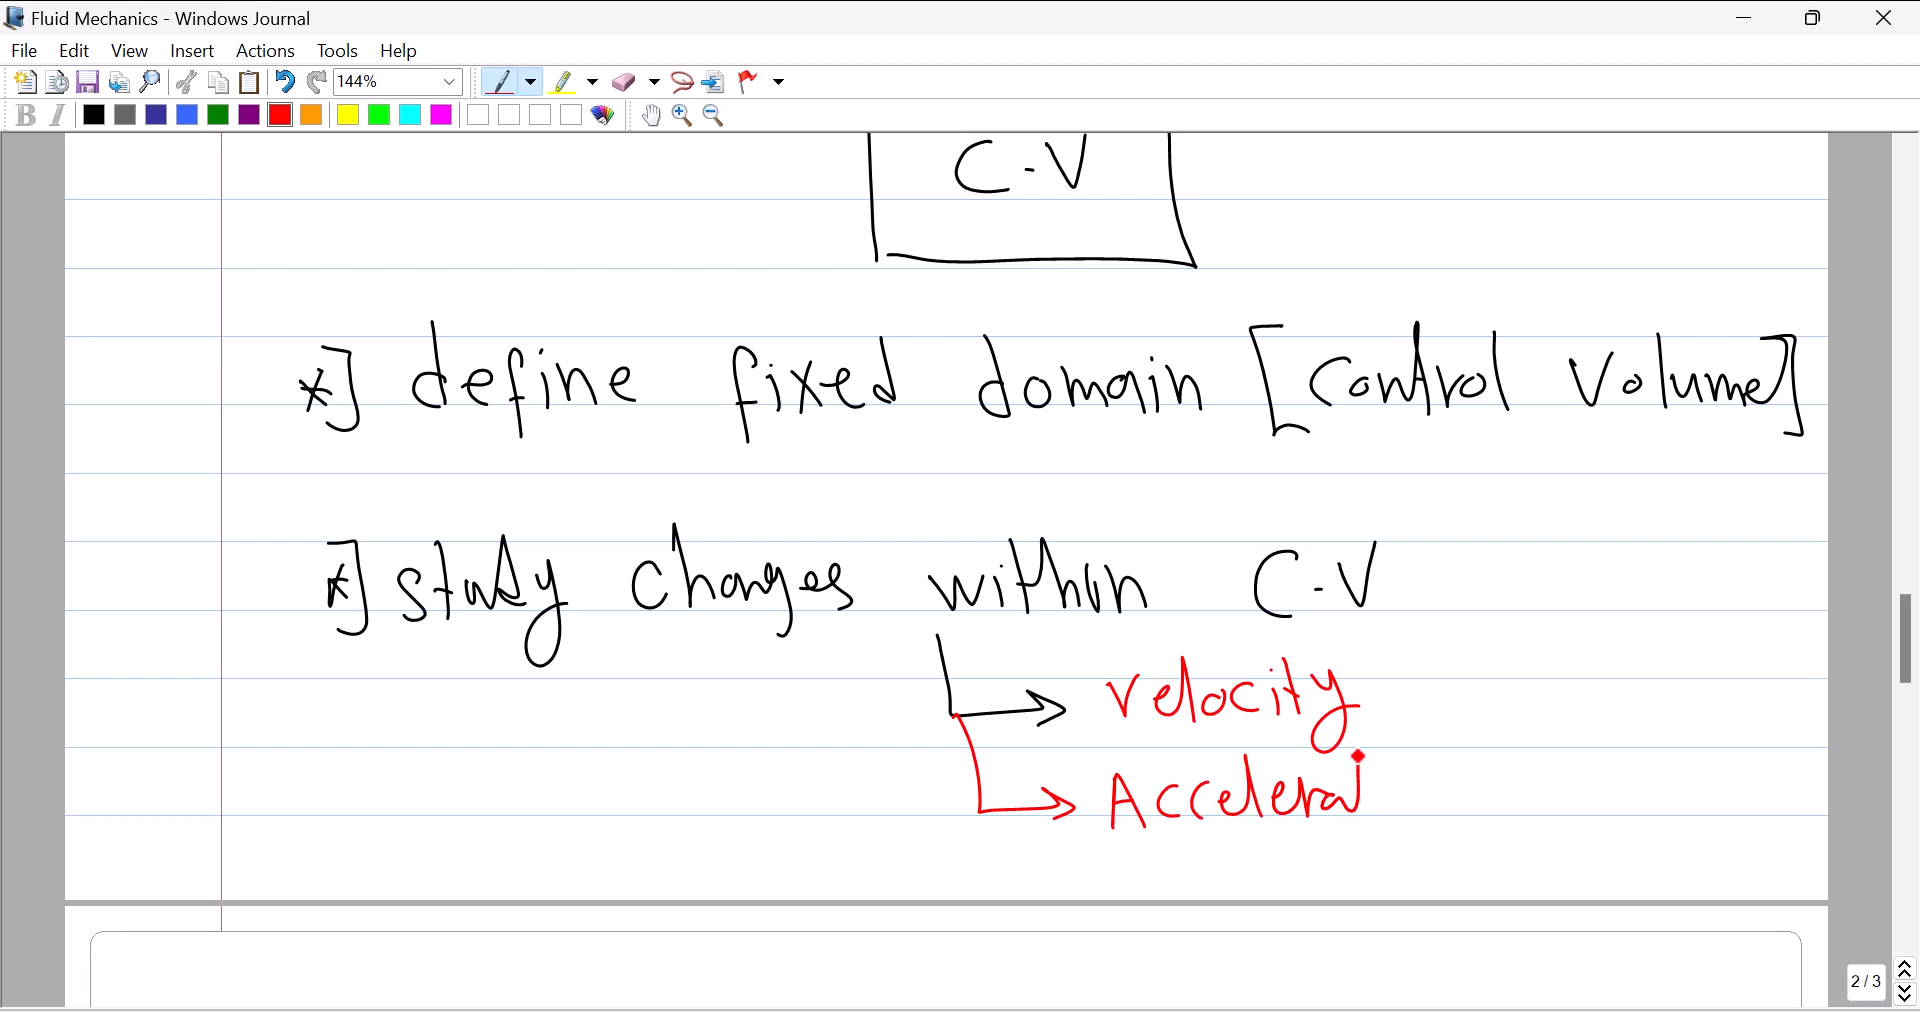 Fluid Mechanics - Windows Journal
File Edit View Insert Actions Tools Help
144%
B I
C-V
*] define fixed domain [Control Volume]
*] study changes within C-V
velocity
Accelerat
2 / 3